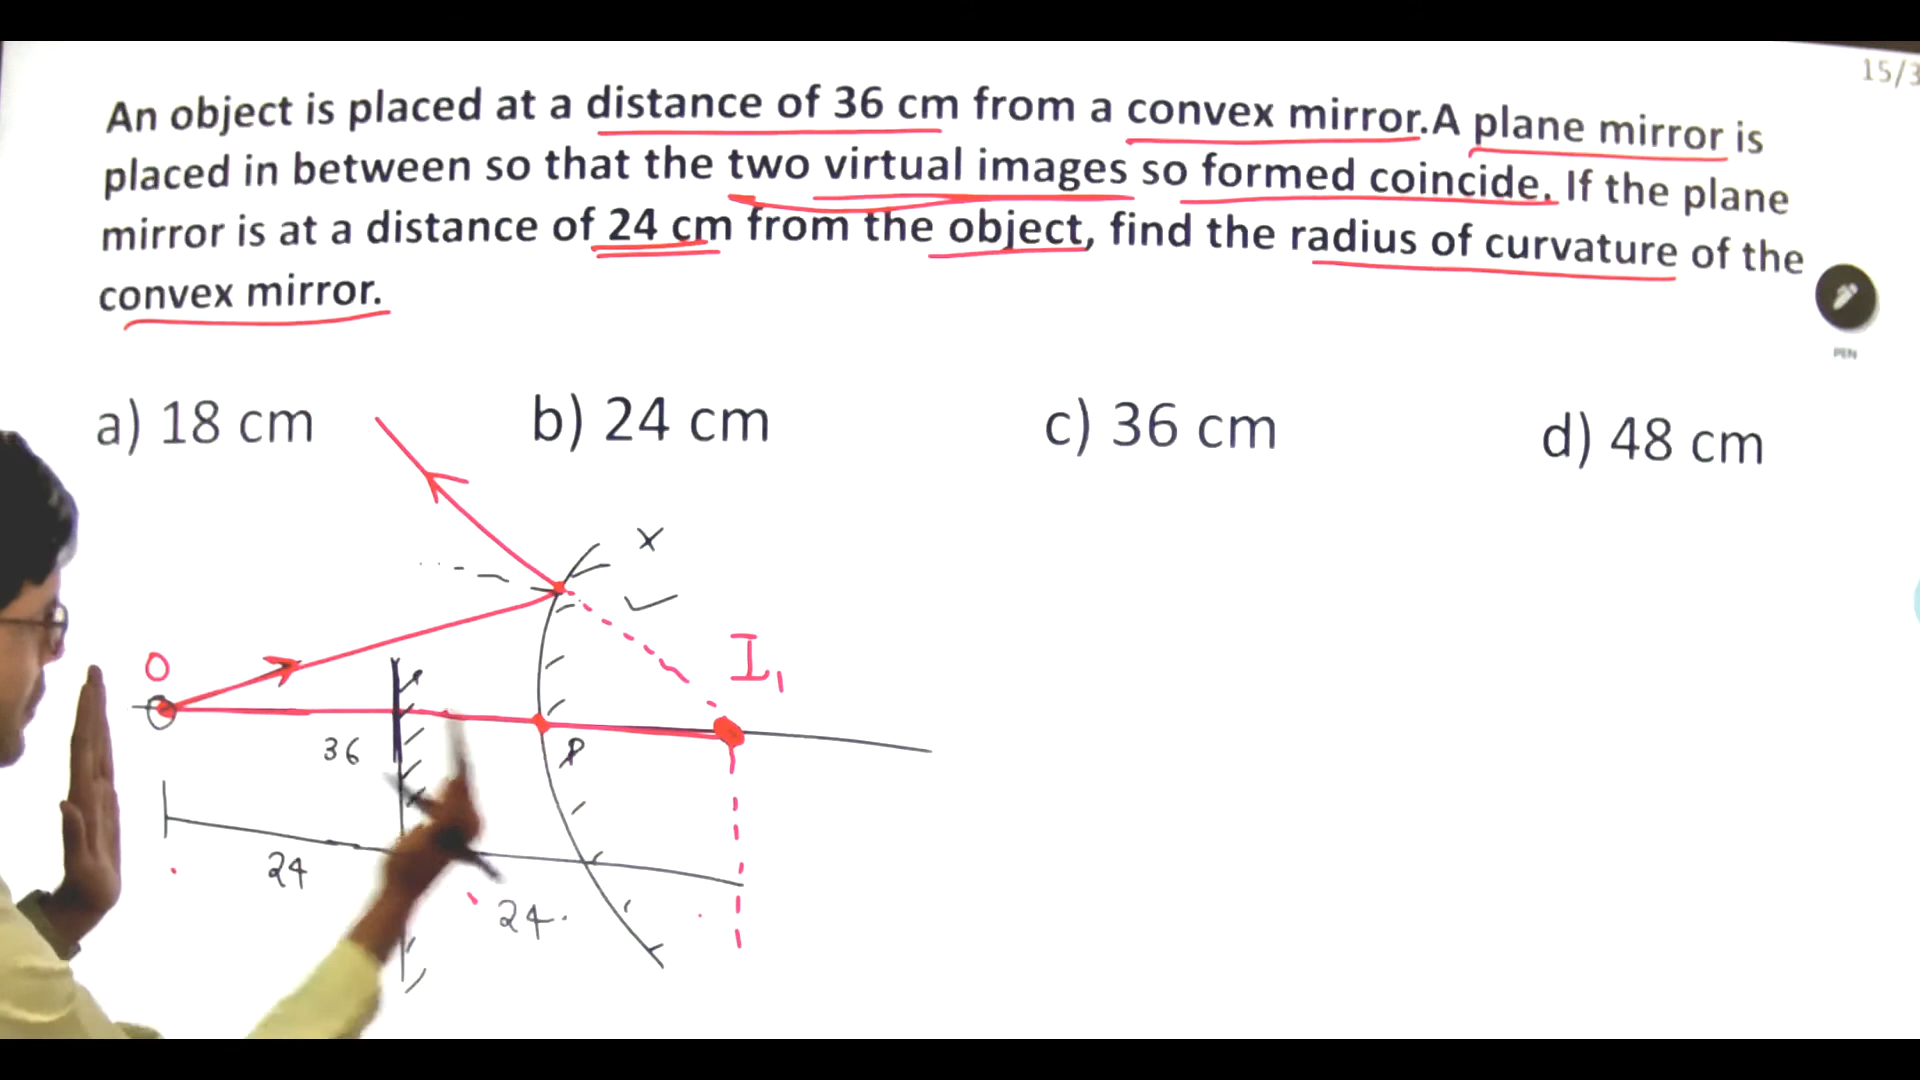 15/3
An object is placed at a distance of 36 cm from a convex mirror.A plane mirror is
placed in between so that the two virtual images so formed coincide. If the plane
mirror is at a distance of 24 cm from the object, find the radius of curvature of the
convex mirror.
PEN
a) 18 cm b) 24 cm c) 36 cm d) 48 cm
I₁
O
36 P
24
24